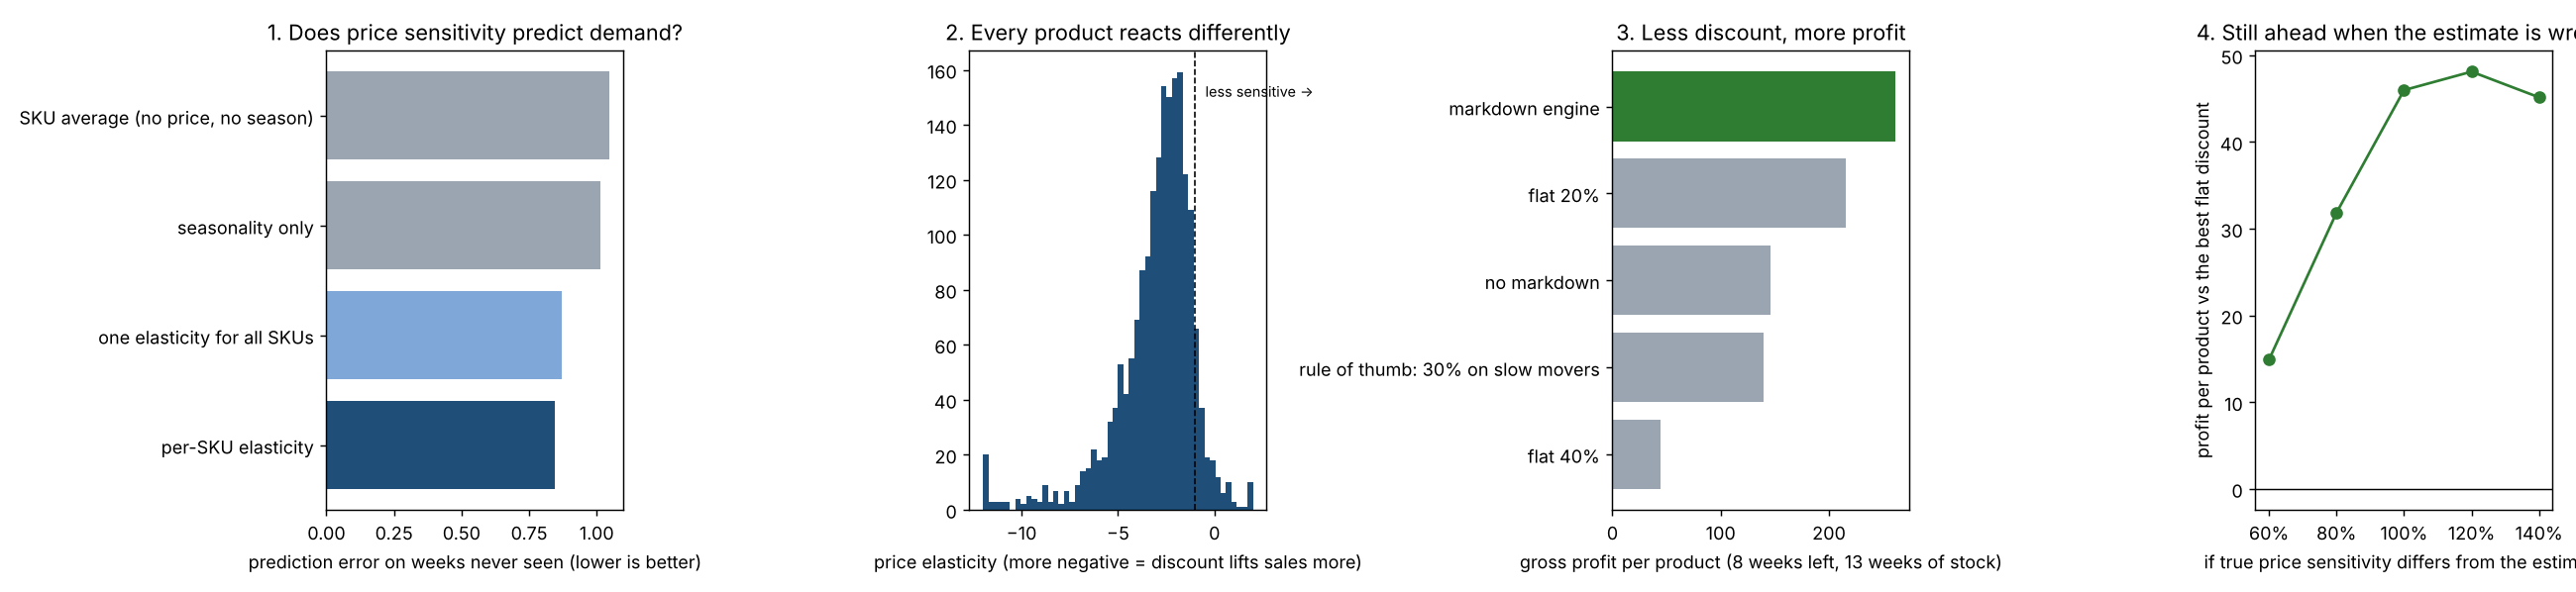 1. Does price sensitivity predict demand?
SKU average (no price, no season)
seasonality only
one elasticity for all SKUs
per-SKU elasticity
0.00 0.25 0.50 0.75 1.00
prediction error on weeks never seen (lower is better)
2. Every product reacts differently
160
140
120
100
80
60
40
20
0
less sensitive →
−10 −5 0
price elasticity (more negative = discount lifts sales more)
3. Less discount, more profit
markdown engine
flat 20%
no markdown
rule of thumb: 30% on slow movers
flat 40%
0 100 200
gross profit per product (8 weeks left, 13 weeks of stock)
4. Still ahead when the estimate is wr
profit per product vs the best flat discount
50
40
30
20
10
0
60% 80% 100% 120% 140%
if true price sensitivity differs from the estim